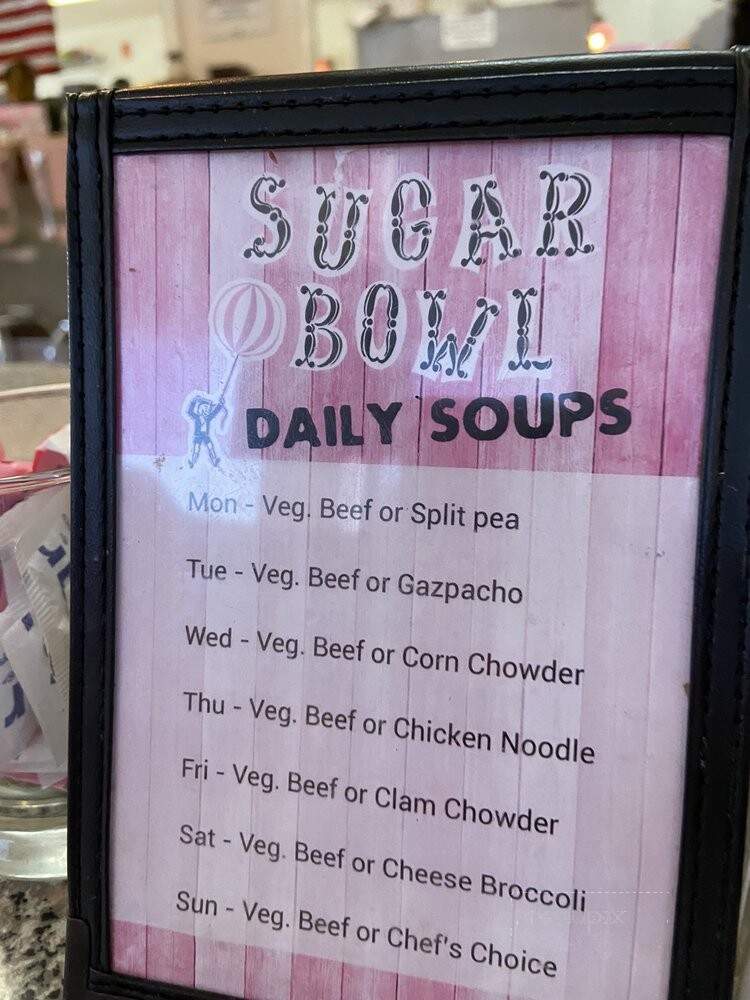 SUGAR
BOWL
DAILY SOUPS
Mon - Veg. Beef or Split pea
Tue - Veg. Beef or Gazpacho
Wed - Veg. Beef or Corn Chowder
Thu - Veg. Beef or Chicken Noodle
Fri - Veg. Beef or Clam Chowder
Sat - Veg. Beef or Cheese Broccoli
Sun - Veg. Beef or Chef's Choice